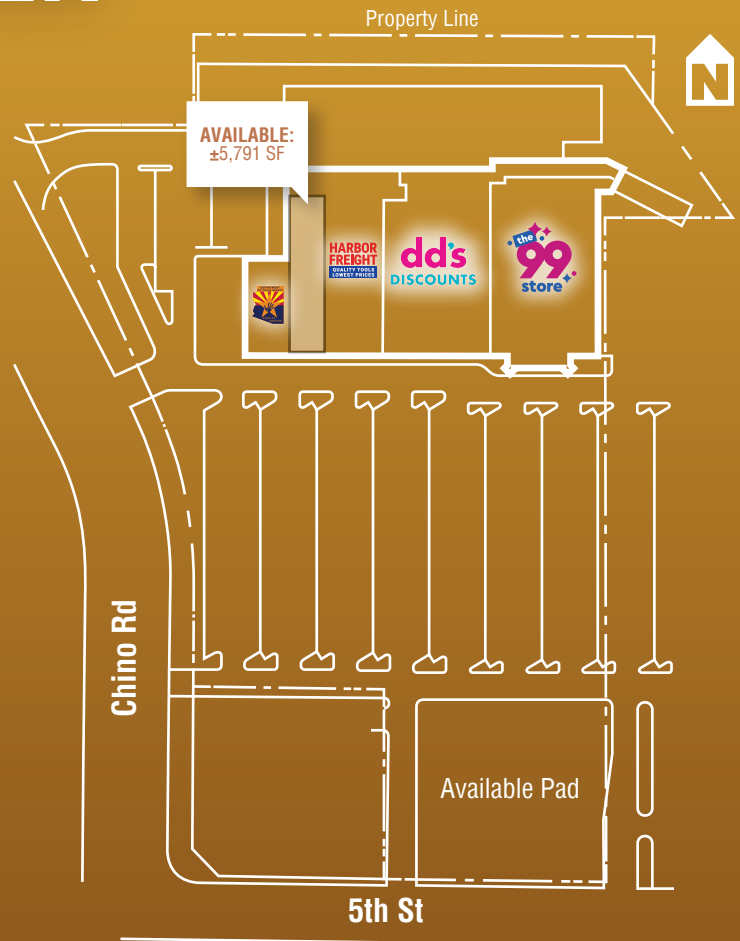 Property Line
N
AVAILABLE:
±5,791 SF
HARBOR
FREIGHT
QUALITY TOOLS
LOWEST PRICES
dd's
DISCOUNTS
the
99
store
Chino Rd
Available Pad
5th St